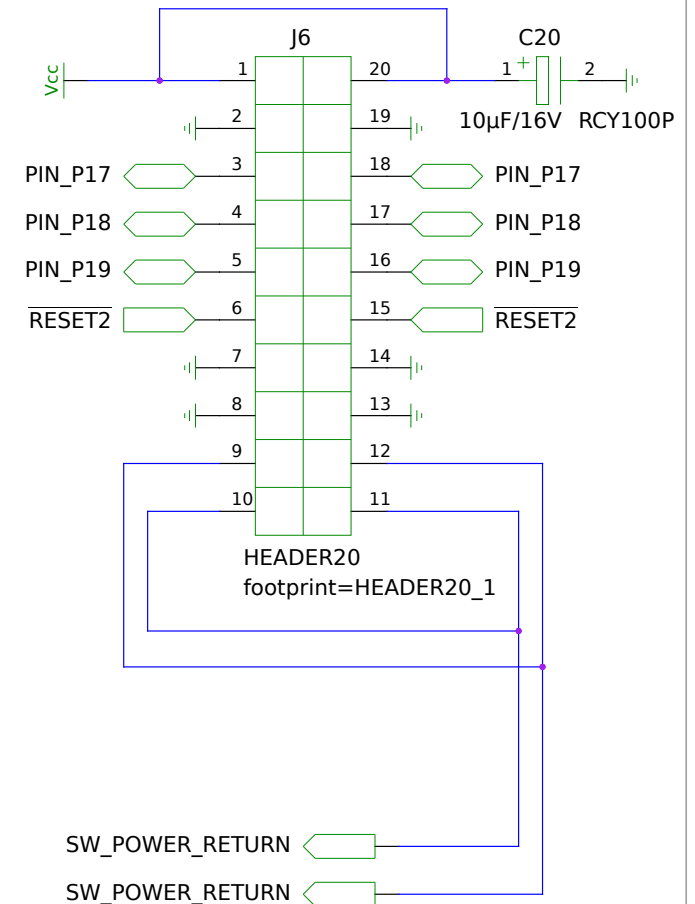 J6
C20
Vcc
1
20
1
+
2
2
19
10µF/16V
RCY100P
PIN_P17
3
18
PIN_P17
PIN_P18
4
17
PIN_P18
PIN_P19
5
16
PIN_P19
RESET2
6
15
RESET2
7
14
8
13
9
12
10
11
HEADER20
footprint=HEADER20_1
SW_POWER_RETURN
SW_POWER_RETURN